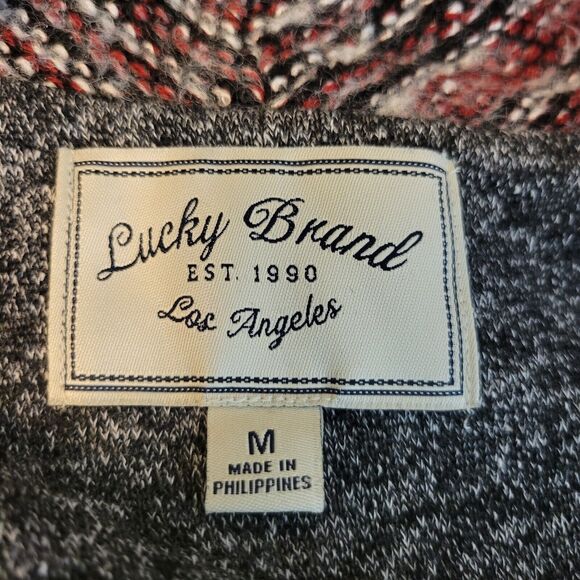 Lucky Brand
EST. 1990
Los Angeles
M
MADE IN
PHILIPPINES